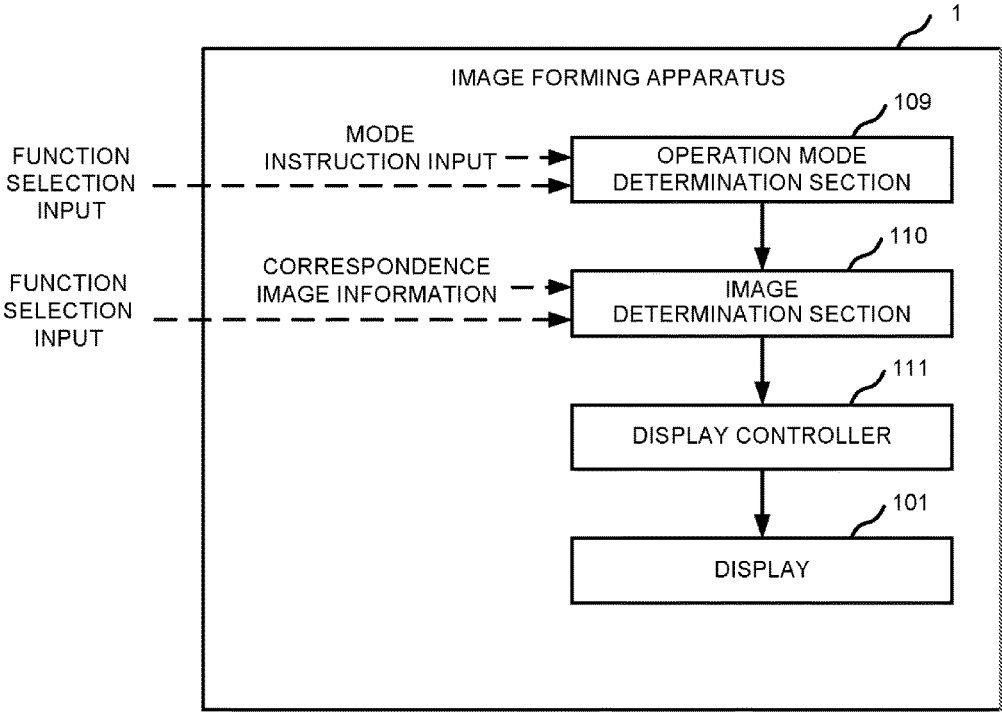 1
IMAGE FORMING APPARATUS
109
MODE
INSTRUCTION INPUT
FUNCTION
SELECTION
INPUT
OPERATION MODE
DETERMINATION SECTION
110
CORRESPONDENCE
IMAGE INFORMATION
FUNCTION
SELECTION
INPUT
IMAGE
DETERMINATION SECTION
111
DISPLAY CONTROLLER
101
DISPLAY